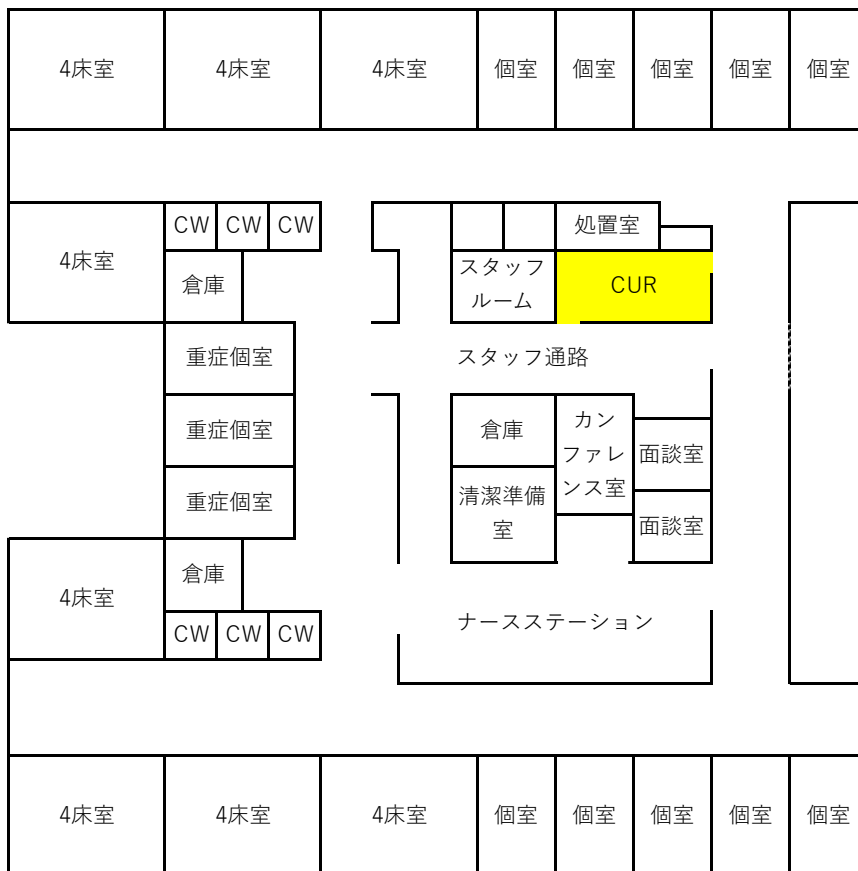 4床室
4床室
4床室
個室
個室
個室
個室
個室
4床室
CW
CW
CW
倉庫
処置室
スタッフ
ルーム
CUR
重症個室
スタッフ通路
重症個室
倉庫
カン
ファレ
ンス室
面談室
重症個室
清潔準備
室
面談室
4床室
倉庫
CW
CW
CW
ナースステーション
4床室
4床室
4床室
個室
個室
個室
個室
個室